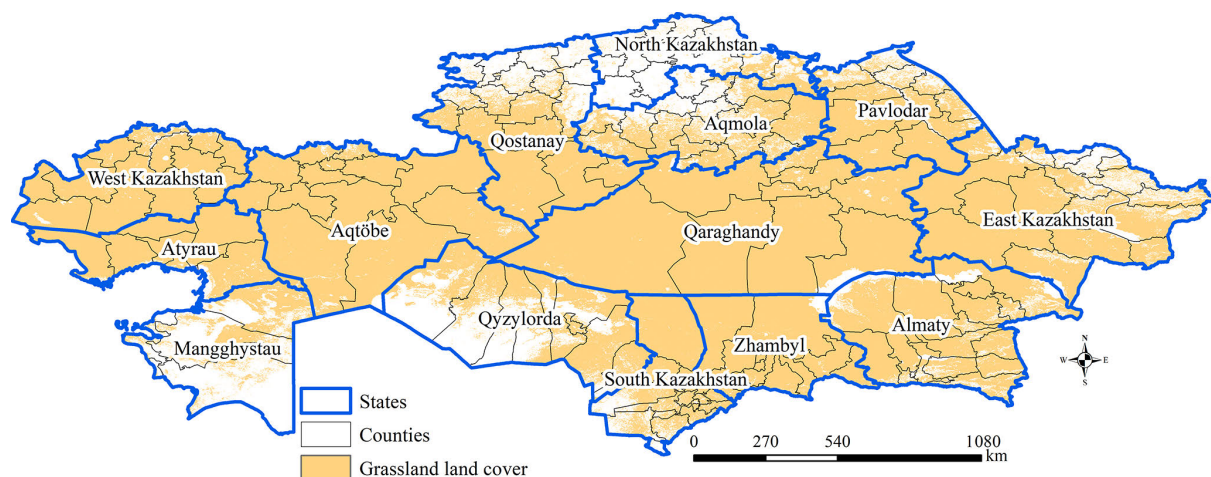 North Kazakhstan
Pavlodar
Aqmola
Qostanay
West Kazakhstan
East Kazakhstan
Aqtöbe
Qaraghandy
Atyrau
Qyzylorda
Almaty
Zhambyl
Mangghystau
South Kazakhstan
N
W E
S
States
Counties
Grassland land cover
0 270 540 1080
km